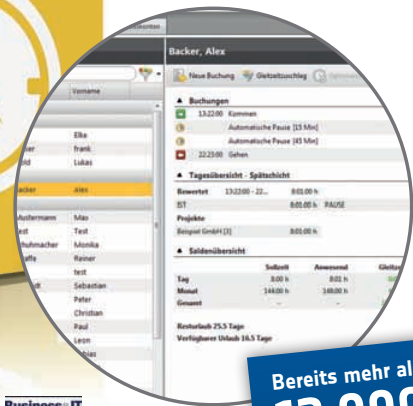 Backer, Alex
Neue Buchung Gleitzeitzuschlag
Vorname
Buchungen
13:22:00 Kommen
Automatische Pause [15 Min]
Automatische Pause [45 Min]
22:23:00 Gehen
Elke
frank
Lukas
Alex
Mustermann Max
Test
Schuhmacher Monika
Reiner
test
Sebastian
Peter
Christian
Paul
Leon
Tagesübersicht - Spätschicht
Bewertet 13:22:00 - 22... 8:01:00 h
IST 8:01:00 h PAUSE
Projekte
Beispiel GmbH [3] 8:01:00 h
Saldenübersicht
Sollzeit Anwesend
Tag 8:00 h 8:01 h
Monat 144:00 h 148:00 h
Gesamt - -
Resturlaub 25.5 Tage
Verfügbarer Urlaub 16.5 Tage
Bereits mehr al
Business&IT